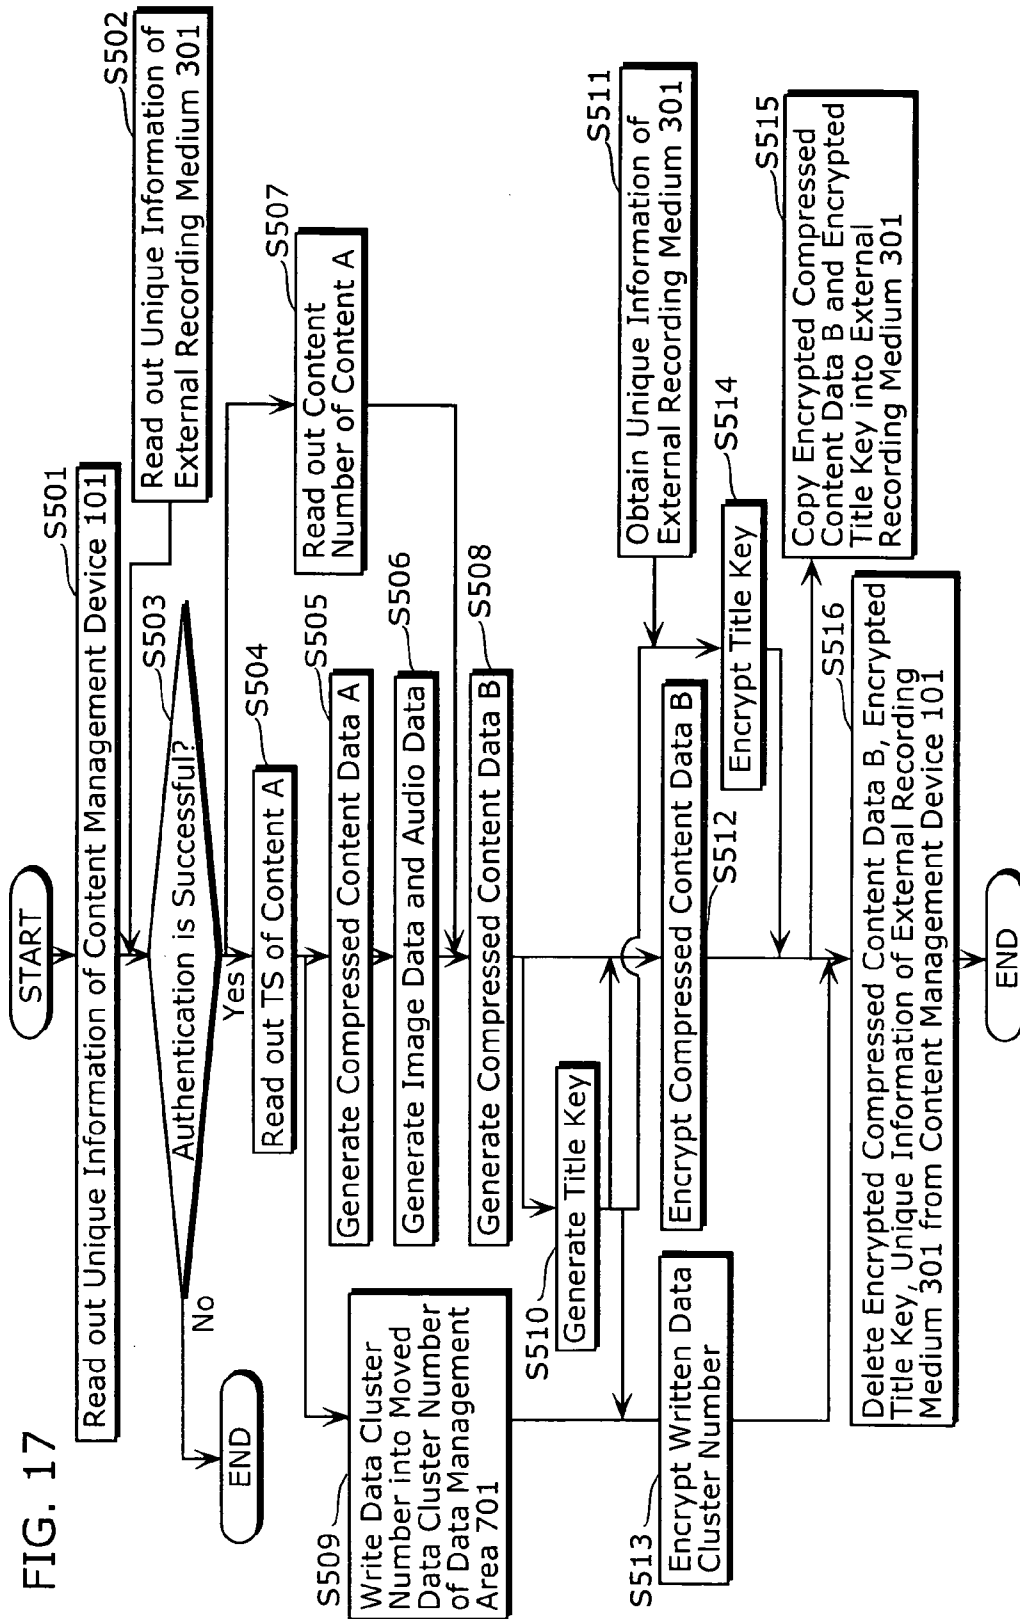 FIG. 17
START
S501
Read out Unique Information of Content Management Device 101
S502
Read out Unique Information of
External Recording Medium 301
S503
Authentication is Successful?
No
END
Yes
S504
Read out TS of Content A
S505
Generate Compressed Content Data A
S506
Generate Image Data and Audio Data
S507
Read out Content
Number of Content A
S508
Generate Compressed Content Data B
S509
Write Data Cluster
Number into Moved
Data Cluster Number
of Data Management
Area 701
S510
Generate Title Key
S511
Obtain Unique Information of
External Recording Medium 301
Encrypt Compressed Content Data B
S512
S513
Encrypt Written Data
Cluster Number
S514
Encrypt Title Key
S515
Copy Encrypted Compressed
Content Data B and Encrypted
Title Key into External
Recording Medium 301
S516
Delete Encrypted Compressed Content Data B, Encrypted
Title Key, Unique Information of External Recording
Medium 301 from Content Management Device 101
END